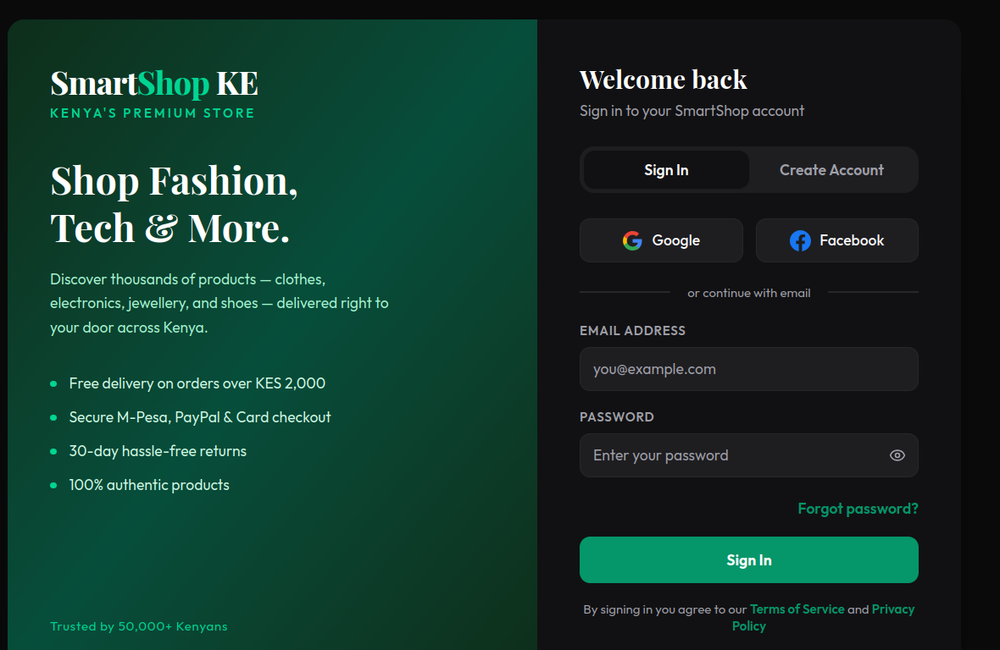 SmartShop KE
KENYA'S PREMIUM STORE
Shop Fashion,
Tech & More.
Discover thousands of products — clothes,
electronics, jewellery, and shoes — delivered right to
your door across Kenya.
Free delivery on orders over KES 2,000
Secure M-Pesa, PayPal & Card checkout
30-day hassle-free returns
100% authentic products
Trusted by 50,000+ Kenyans
Welcome back
Sign in to your SmartShop account
Sign In
Create Account
Google
Facebook
or continue with email
EMAIL ADDRESS
you@example.com
PASSWORD
Enter your password
Forgot password?
Sign In
By signing in you agree to our Terms of Service and Privacy
Policy